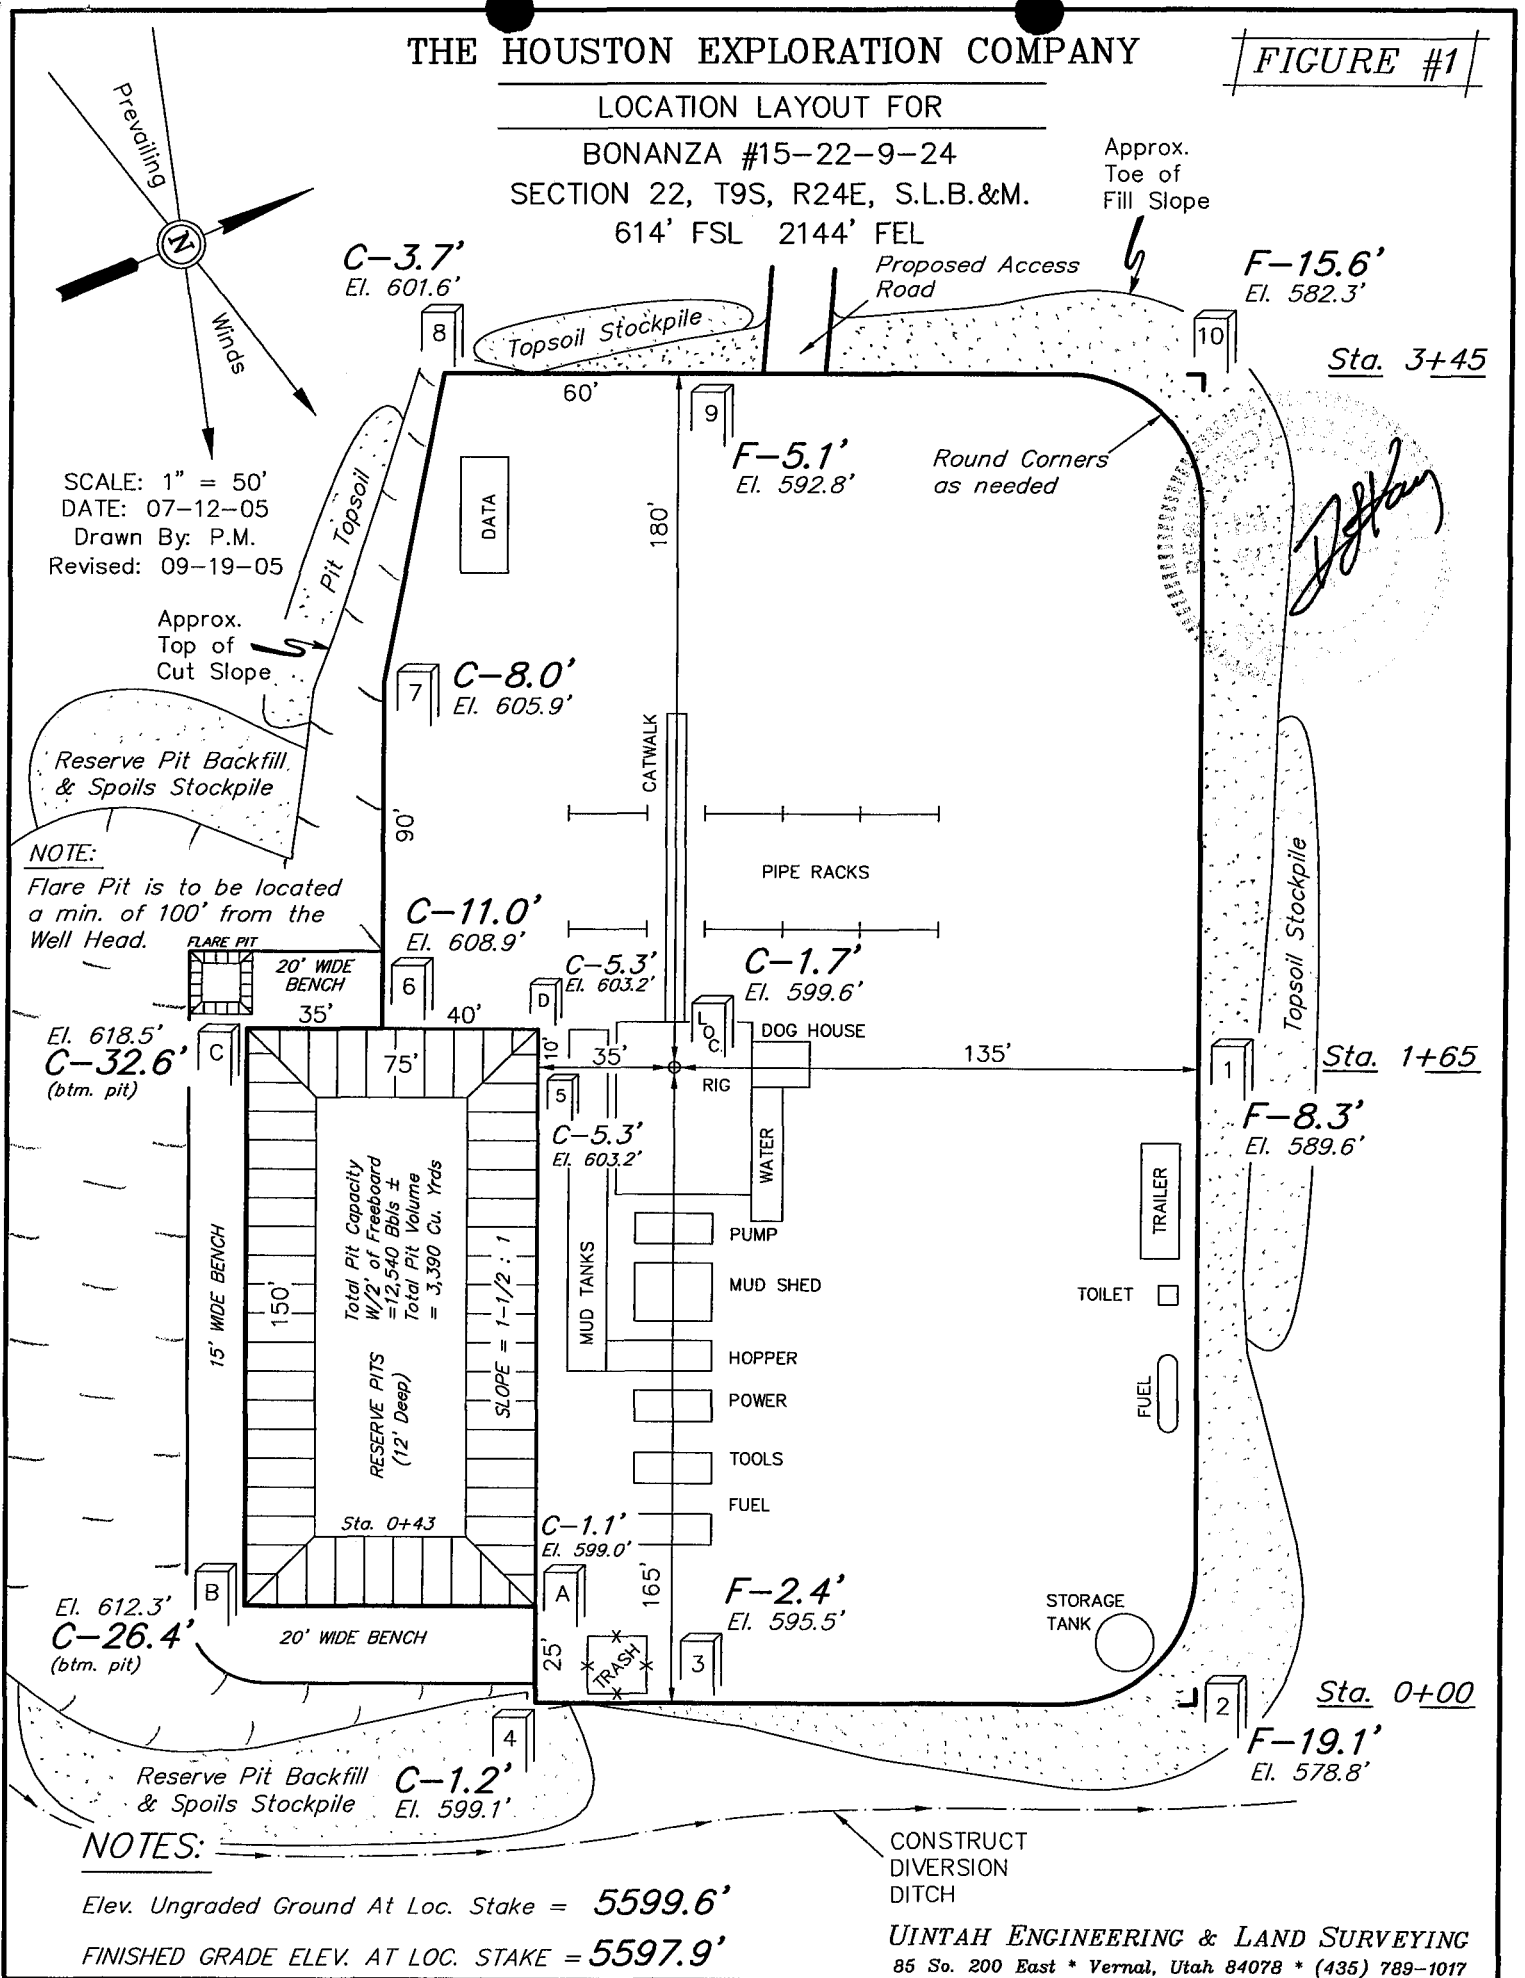 THE HOUSTON EXPLORATION COMPANY
FIGURE #1
LOCATION LAYOUT FOR
BONANZA #15-22-9-24
SECTION 22, T9S, R24E, S.L.B.&M.
614' FSL 2144' FEL
Prevailing
Winds
N
SCALE: 1" = 50'
DATE: 07-12-05
Drawn By: P.M.
Revised: 09-19-05
Approx.
Toe of
Fill Slope
Proposed Access
Road
C-3.7'
El. 601.6'
8
Topsoil Stockpile
F-15.6'
El. 582.3'
10
Sta. 3+45
60'
9
F-5.1'
El. 592.8'
Round Corners
as needed
DATA
180'
Pit Topsoil
Approx.
Top of
Cut Slope
7
C-8.0'
El. 605.9'
Reserve Pit Backfill
& Spoils Stockpile
CATWALK
90'
PIPE RACKS
Topsoil Stockpile
NOTE:
Flare Pit is to be located
a min. of 100' from the
Well Head.
FLARE PIT
20' WIDE
BENCH
C-11.0'
El. 608.9'
6
C-5.3'
El. 603.2'
D
C-1.7'
El. 599.6'
LOC.
DOG HOUSE
35'
40'
10'
El. 618.5'
C-32.6'
(btm. pit)
C
75'
35'
RIG
135'
1
Sta. 1+65
F-8.3'
El. 589.6'
5
C-5.3'
El. 603.2'
WATER
15' WIDE BENCH
150'
Total Pit Capacity
W/2' of Freeboard
=12,540 Bbls ±
Total Pit Volume
= 3,390 Cu. Yrds
RESERVE PITS
(12' Deep)
SLOPE = 1-1/2 : 1
MUD TANKS
PUMP
MUD SHED
HOPPER
POWER
TOOLS
FUEL
TRAILER
TOILET
FUEL
Sta. 0+43
C-1.1'
El. 599.0'
A
B
El. 612.3'
C-26.4'
(btm. pit)
20' WIDE BENCH
25'
TRASH
165'
F-2.4'
El. 595.5'
3
STORAGE
TANK
2
Sta. 0+00
F-19.1'
El. 578.8'
4
C-1.2'
El. 599.1'
Reserve Pit Backfill
& Spoils Stockpile
CONSTRUCT
DIVERSION
DITCH
NOTES:
Elev. Ungraded Ground At Loc. Stake = 5599.6'
FINISHED GRADE ELEV. AT LOC. STAKE = 5597.9'
UINTAH ENGINEERING & LAND SURVEYING
85 So. 200 East * Vernal, Utah 84078 * (435) 789-1017